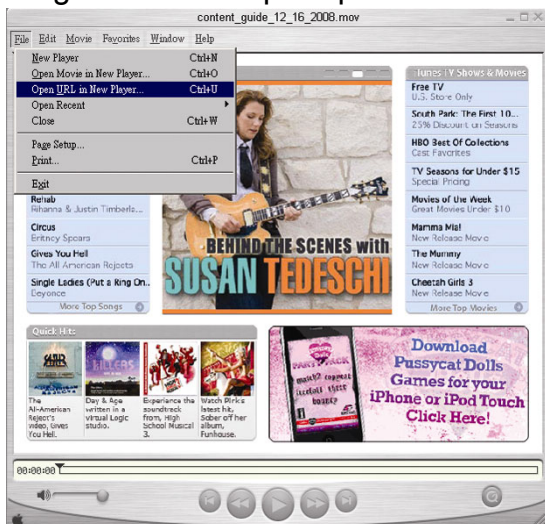 content_guide_12_16_2008.mov
File Edit Movie Favorites Window Help
New Player Ctrl+N
Open Movie in New Player... Ctrl+O
Open URL in New Player... Ctrl+U
Open Recent
Close Ctrl+W
Page Setup...
Print... Ctrl+P
Exit
Rehab
Rihanna & Justin Timberla...
Circus
Britney Spears
Gives You Hell
The All American Rejects
Single Ladies (Put a Ring On..
Beyonce
More Top Songs
BEHIND THE SCENES with
SUSAN TEDESCHI
iTunes TV Shows & Movies
Free TV
U.S. Store Only
South Park: The First 10...
25% Discount on Seasons
HBO Best Of Collections
Cast Favorites
TV Seasons for Under $15
Special Pricing
Movies of the Week
Great Movies Under $10
Mamma Mia!
New Release Movie
The Mummy
New Release Movie
Cheetah Girls 3
New Release Movie
More Top Movies
Quick Hits
The
All-American
Reject's
video, Gives
You Hell.
KILLERS
Day & Age
written in a
virtual Logic
studio.
Experience the
soundtrack
from, High
School Musical
3.
Watch P!nk's
latest hit,
Sober off her
album,
Funhouse.
PARTY PACK
Download
Pussycat Dolls
Games for your
iPhone or iPod Touch
Click Here!
00:00:00